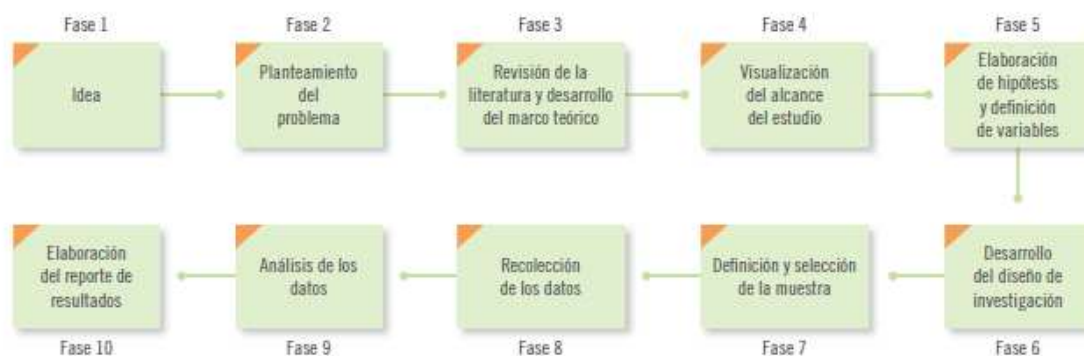 Fase 1
Idea
Fase 2
Planteamiento
del
problema
Fase 3
Revisión de la
literatura y desarrollo
del marco teórico
Fase 4
Visualización
del alcance
del estudio
Fase 5
Elaboración
de hipótesis
y definición
de variables
Desarrollo
del diseño de
investigación
Fase 6
Definición y selección
de la muestra
Fase 7
Recolección
de los datos
Fase 8
Análisis de los
datos
Fase 9
Elaboración
del reporte de
resultados
Fase 10